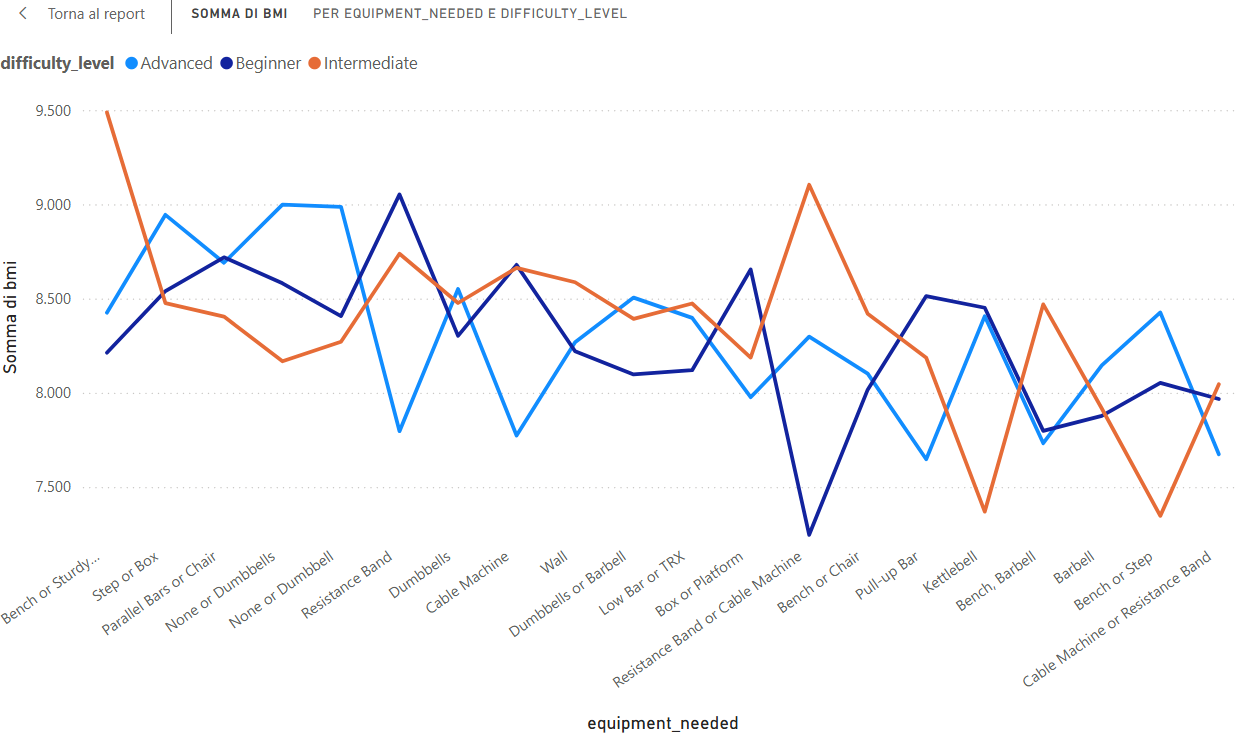 Torna al report SOMMA DI BMI PER EQUIPMENT_NEEDED E DIFFICULTY_LEVEL
difficulty_level Advanced Beginner Intermediate
9.500
9.000
8.500
8.000
7.500
Somma di bmi
Bench or Sturdy...
Step or Box
Parallel Bars or Chair
None or Dumbbells
None or Dumbbell
Resistance Band
Dumbbells
Cable Machine
Wall
Dumbbells or Barbell
Low Bar or TRX
Box or Platform
Resistance Band or Cable Machine
Bench or Chair
Pull-up Bar
Kettlebell
Bench, Barbell
Barbell
Bench or Step
Cable Machine or Resistance Band
equipment_needed